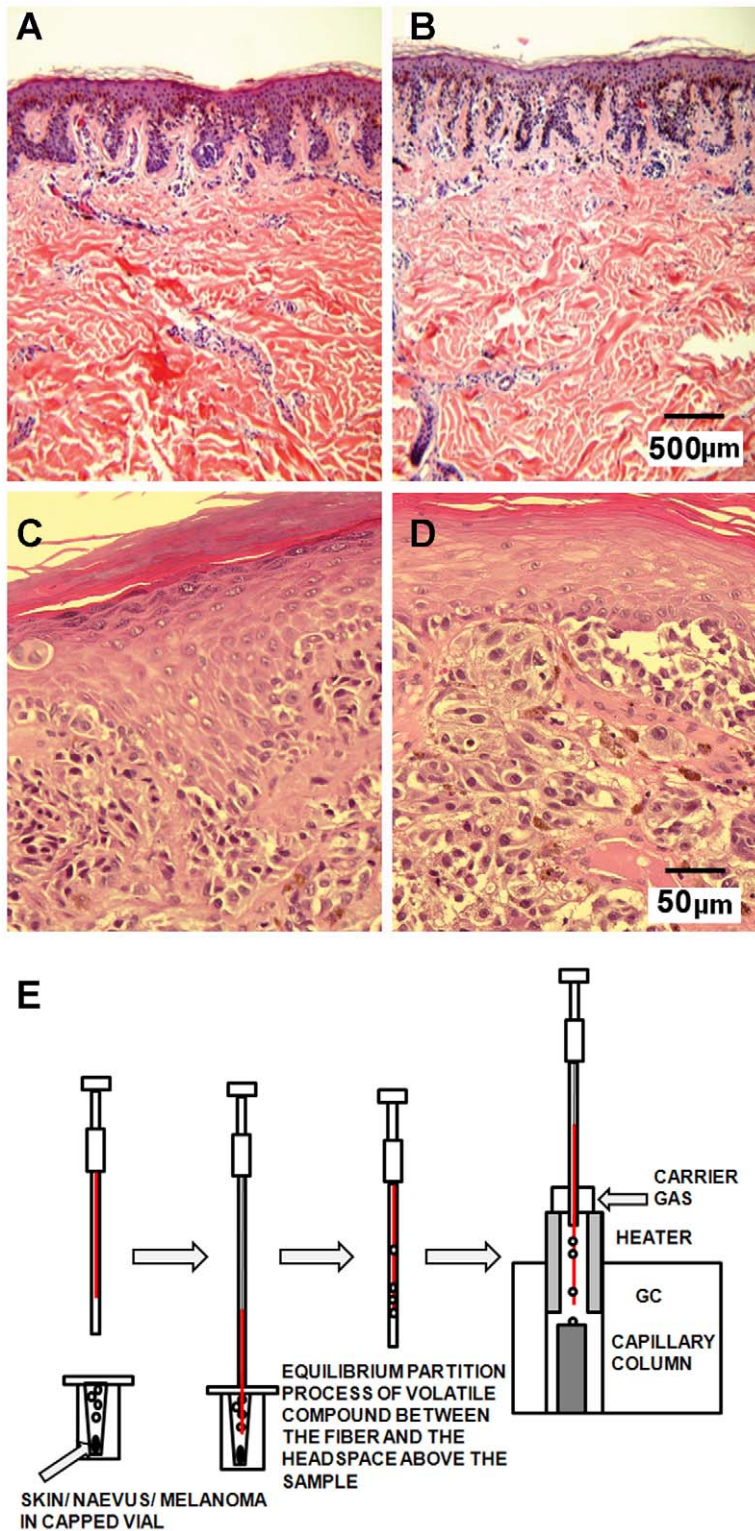 A
B
500µm
C
D
50µm
E
CARRIER
GAS
HEATER
GC
CAPILLARY
COLUMN
EQUILIBRIUM PARTITION
PROCESS OF VOLATILE
COMPOUND BETWEEN
THE FIBER AND THE
HEADSPACE ABOVE THE
SAMPLE
SKIN/ NAEVUS/ MELANOMA
IN CAPPED VIAL